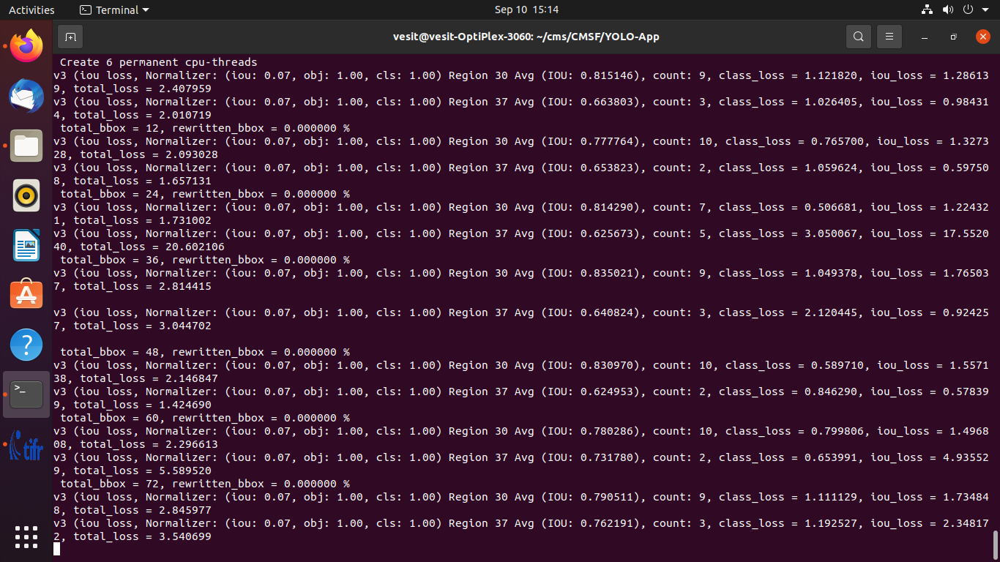 Activities
Terminal
Sep 10 15:14
vesit@vesit-OptiPlex-3060: ~/cms/CMSF/YOLO-App
Create 6 permanent cpu-threads
v3 (iou loss, Normalizer: (iou: 0.07, obj: 1.00, cls: 1.00) Region 30 Avg (IOU: 0.815146), count: 9, class_loss = 1.121820, iou_loss = 1.28613
9, total_loss = 2.407959
v3 (iou loss, Normalizer: (iou: 0.07, obj: 1.00, cls: 1.00) Region 37 Avg (IOU: 0.663803), count: 3, class_loss = 1.026405, iou_loss = 0.98431
4, total_loss = 2.010719
total_bbox = 12, rewritten_bbox = 0.000000 %
v3 (iou loss, Normalizer: (iou: 0.07, obj: 1.00, cls: 1.00) Region 30 Avg (IOU: 0.777764), count: 10, class_loss = 0.765700, iou_loss = 1.3273
28, total_loss = 2.093028
v3 (iou loss, Normalizer: (iou: 0.07, obj: 1.00, cls: 1.00) Region 37 Avg (IOU: 0.653823), count: 2, class_loss = 1.059624, iou_loss = 0.59750
8, total_loss = 1.657131
total_bbox = 24, rewritten_bbox = 0.000000 %
v3 (iou loss, Normalizer: (iou: 0.07, obj: 1.00, cls: 1.00) Region 30 Avg (IOU: 0.814290), count: 7, class_loss = 0.506681, iou_loss = 1.22432
1, total_loss = 1.731002
v3 (iou loss, Normalizer: (iou: 0.07, obj: 1.00, cls: 1.00) Region 37 Avg (IOU: 0.625673), count: 5, class_loss = 3.050067, iou_loss = 17.5520
40, total_loss = 20.602106
total_bbox = 36, rewritten_bbox = 0.000000 %
v3 (iou loss, Normalizer: (iou: 0.07, obj: 1.00, cls: 1.00) Region 30 Avg (IOU: 0.835021), count: 9, class_loss = 1.049378, iou_loss = 1.76503
7, total_loss = 2.814415
v3 (iou loss, Normalizer: (iou: 0.07, obj: 1.00, cls: 1.00) Region 37 Avg (IOU: 0.640824), count: 3, class_loss = 2.120445, iou_loss = 0.92425
7, total_loss = 3.044702
total_bbox = 48, rewritten_bbox = 0.000000 %
v3 (iou loss, Normalizer: (iou: 0.07, obj: 1.00, cls: 1.00) Region 30 Avg (IOU: 0.830970), count: 10, class_loss = 0.589710, iou_loss = 1.5571
38, total_loss = 2.146847
v3 (iou loss, Normalizer: (iou: 0.07, obj: 1.00, cls: 1.00) Region 37 Avg (IOU: 0.624953), count: 2, class_loss = 0.846290, iou_loss = 0.57839
9, total_loss = 1.424690
total_bbox = 60, rewritten_bbox = 0.000000 %
v3 (iou loss, Normalizer: (iou: 0.07, obj: 1.00, cls: 1.00) Region 30 Avg (IOU: 0.780286), count: 10, class_loss = 0.799806, iou_loss = 1.4968
08, total_loss = 2.296613
v3 (iou loss, Normalizer: (iou: 0.07, obj: 1.00, cls: 1.00) Region 37 Avg (IOU: 0.731780), count: 2, class_loss = 0.653991, iou_loss = 4.93552
9, total_loss = 5.589520
total_bbox = 72, rewritten_bbox = 0.000000 %
v3 (iou loss, Normalizer: (iou: 0.07, obj: 1.00, cls: 1.00) Region 30 Avg (IOU: 0.790511), count: 9, class_loss = 1.111129, iou_loss = 1.73484
8, total_loss = 2.845977
v3 (iou loss, Normalizer: (iou: 0.07, obj: 1.00, cls: 1.00) Region 37 Avg (IOU: 0.762191), count: 3, class_loss = 1.192527, iou_loss = 2.34817
2, total_loss = 3.540699
tifr